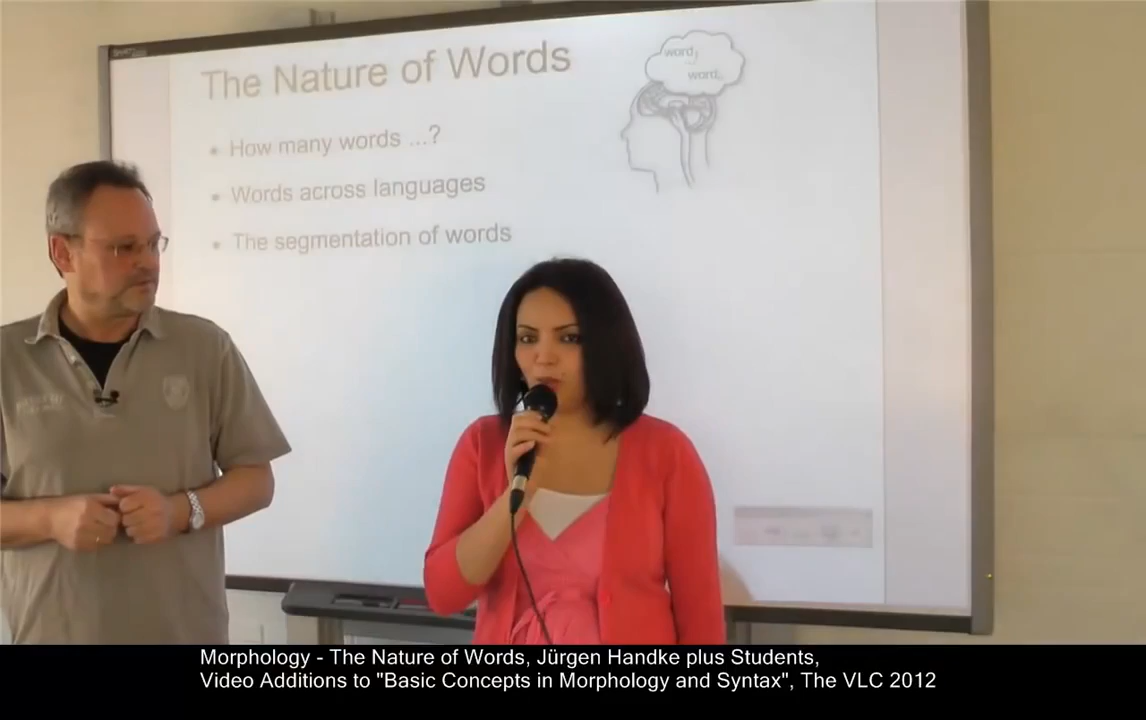 The Nature of Words
word,
word,
• How many words ...?
• Words across languages
• The segmentation of words
Morphology - The Nature of Words, Jürgen Handke plus Students,
Video Additions to "Basic Concepts in Morphology and Syntax", The VLC 2012